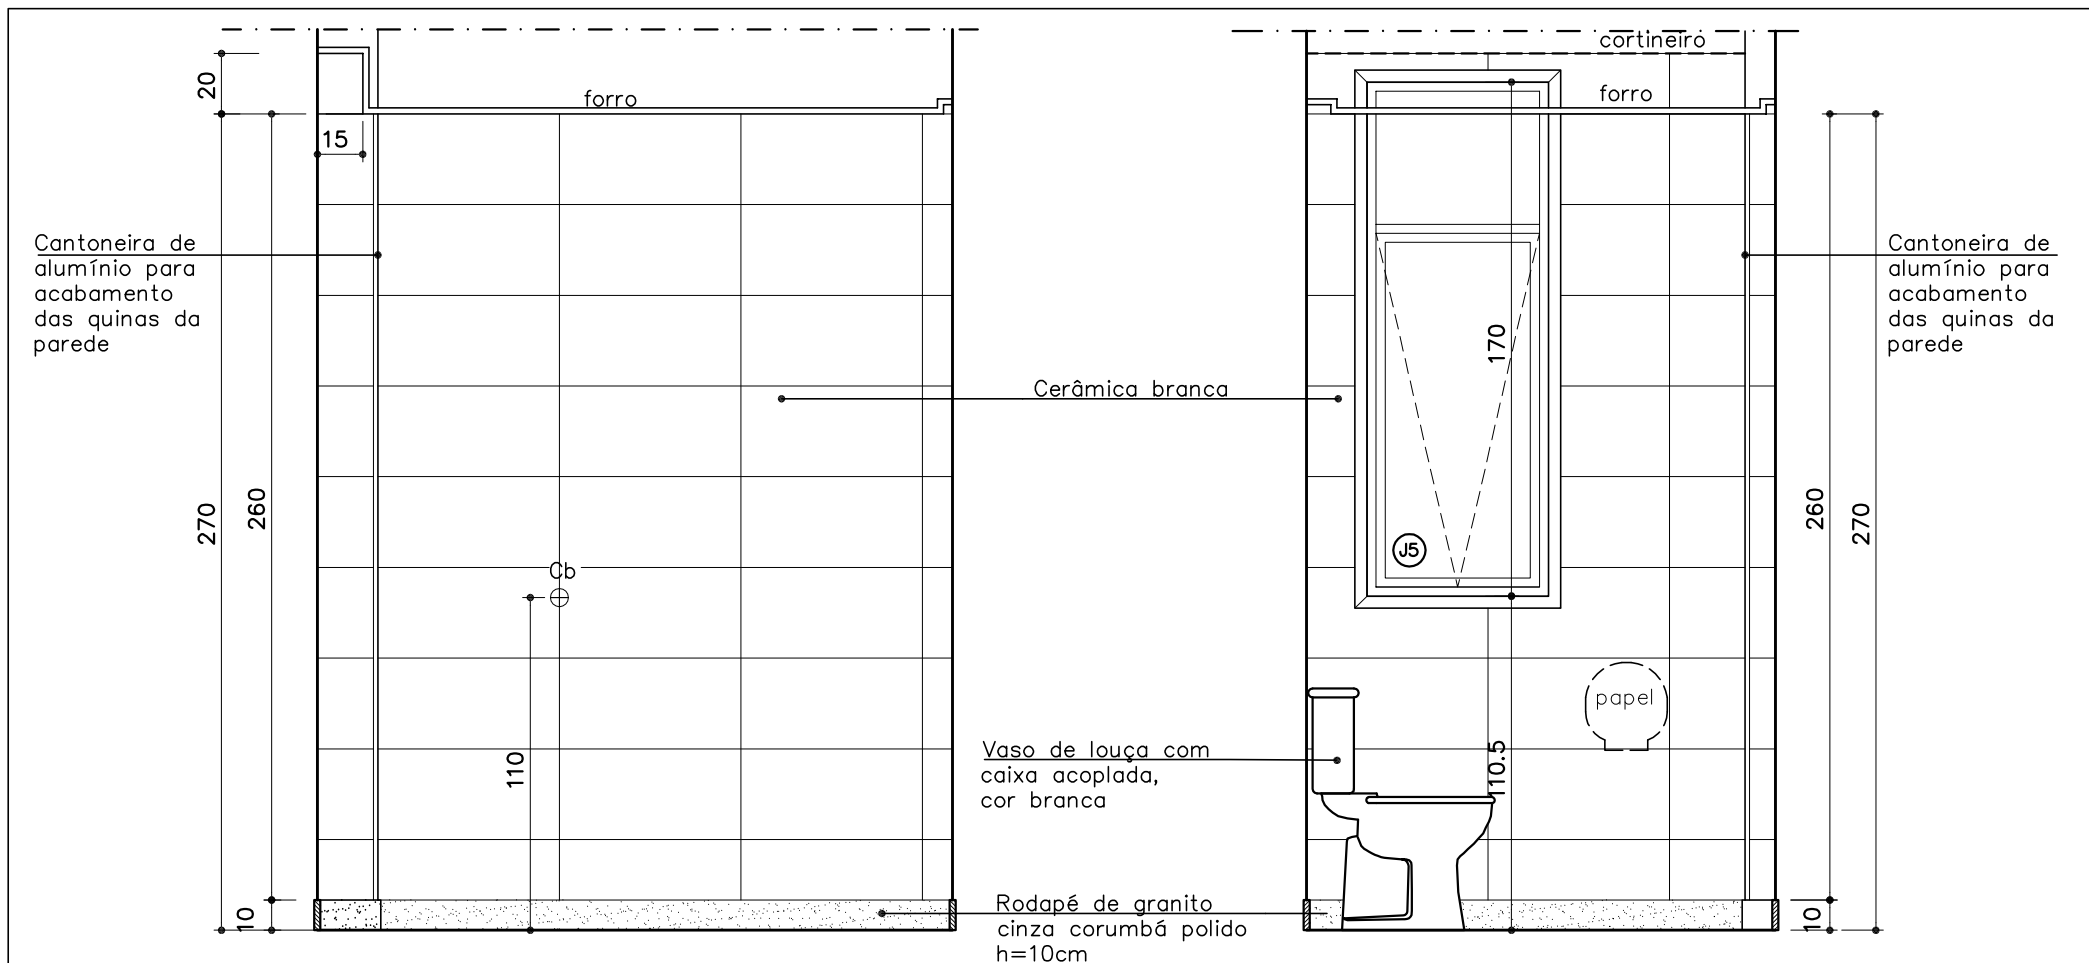 20
15
forro
Cantoneira de
alumínio para
acabamento
das quinas da
parede
270
260
10
Cb
110
Cerâmica branca
Vaso de louça com
caixa acoplada,
cor branca
Rodapé de granito
cinza corumbá polido
h=10cm
cortineiro
forro
170
J5
papel
110.5
Cantoneira de
alumínio para
acabamento
das quinas da
parede
260
270
10